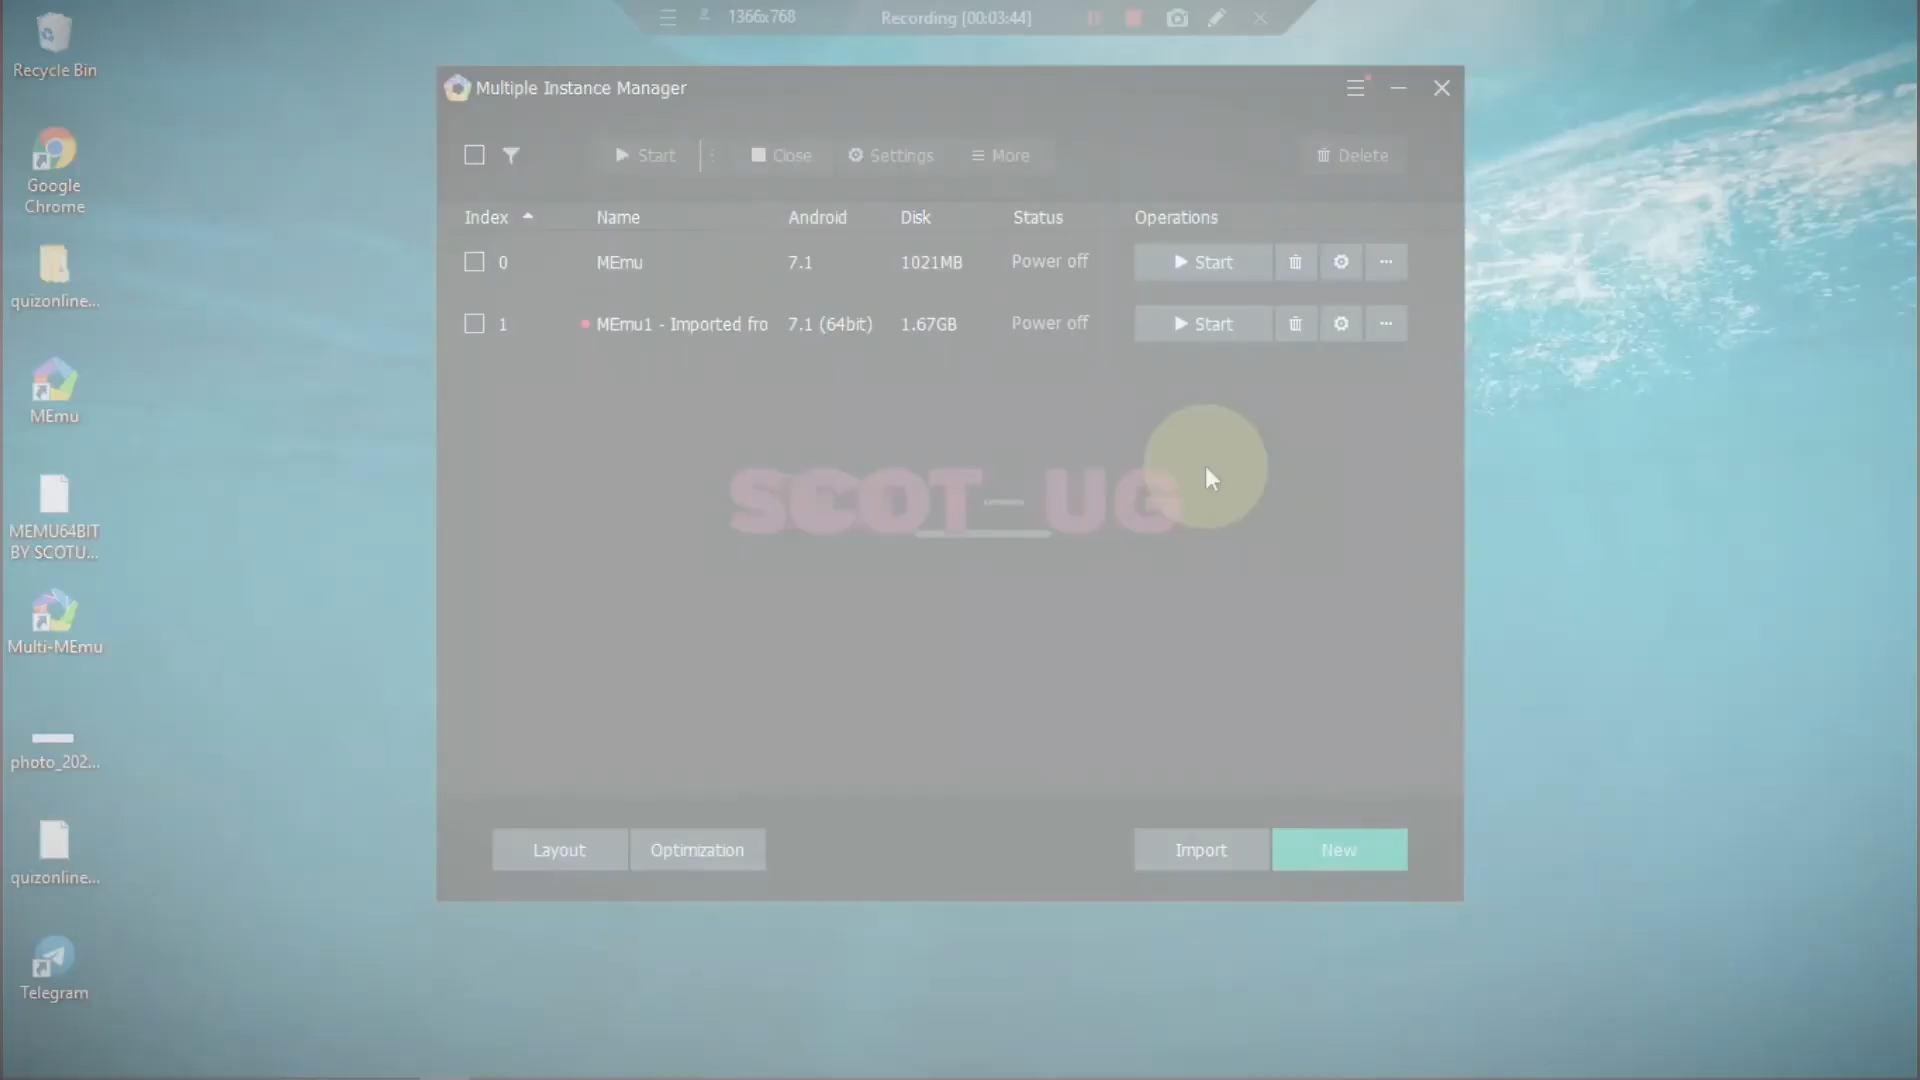 1366x768
Recording [00:03:44]
Recycle Bin
Google
Chrome
quizonline...
MEmu
MEMU64BIT
BY SCOTU...
Multi-MEmu
photo_202...
quizonline...
Telegram
Multiple Instance Manager
Start
Close
Settings
More
Delete
Index
Name
Android
Disk
Status
Operations
0
MEmu
7.1
1021MB
Power off
Start
1
MEmu1 - Imported fro
7.1 (64bit)
1.67GB
Power off
Start
SCOT_UG
Layout
Optimization
Import
New